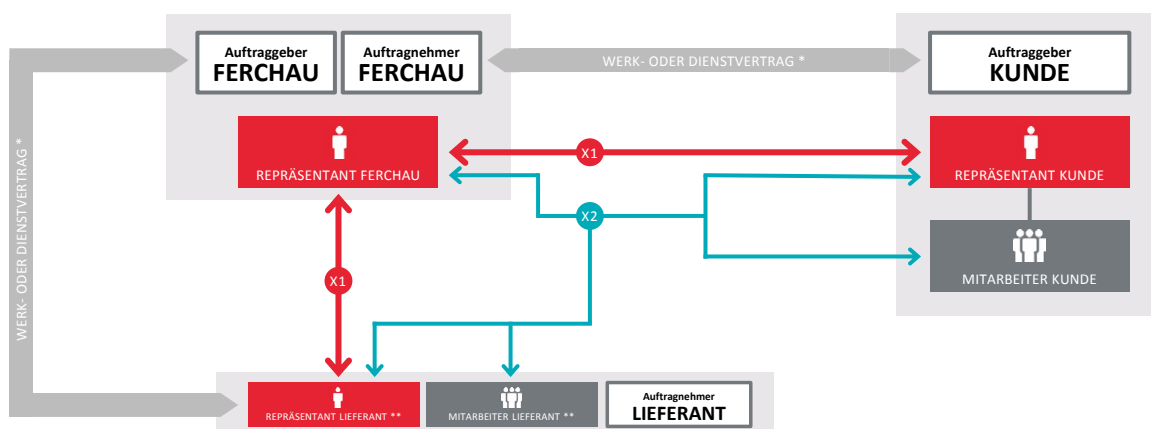 Auftraggeber
FERCHAU
Auftragnehmer
FERCHAU
WERK- ODER DIENSTVERTRAG *
Auftraggeber
KUNDE
REPRÄSENTANT FERCHAU
X1
REPRÄSENTANT KUNDE
X2
MITARBEITER KUNDE
WERK- ODER DIENSTVERTRAG *
X1
REPRÄSENTANT LIEFERANT **
MITARBEITER LIEFERANT **
Auftragnehmer
LIEFERANT